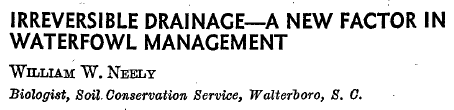 IRREVERSIBLE DRAINAGE—A NEW FACTOR IN
WATERFOWL MANAGEMENT
WILLIAM W. NEELY
Biologist, Soil Conservation Service, Walterboro, S. C.